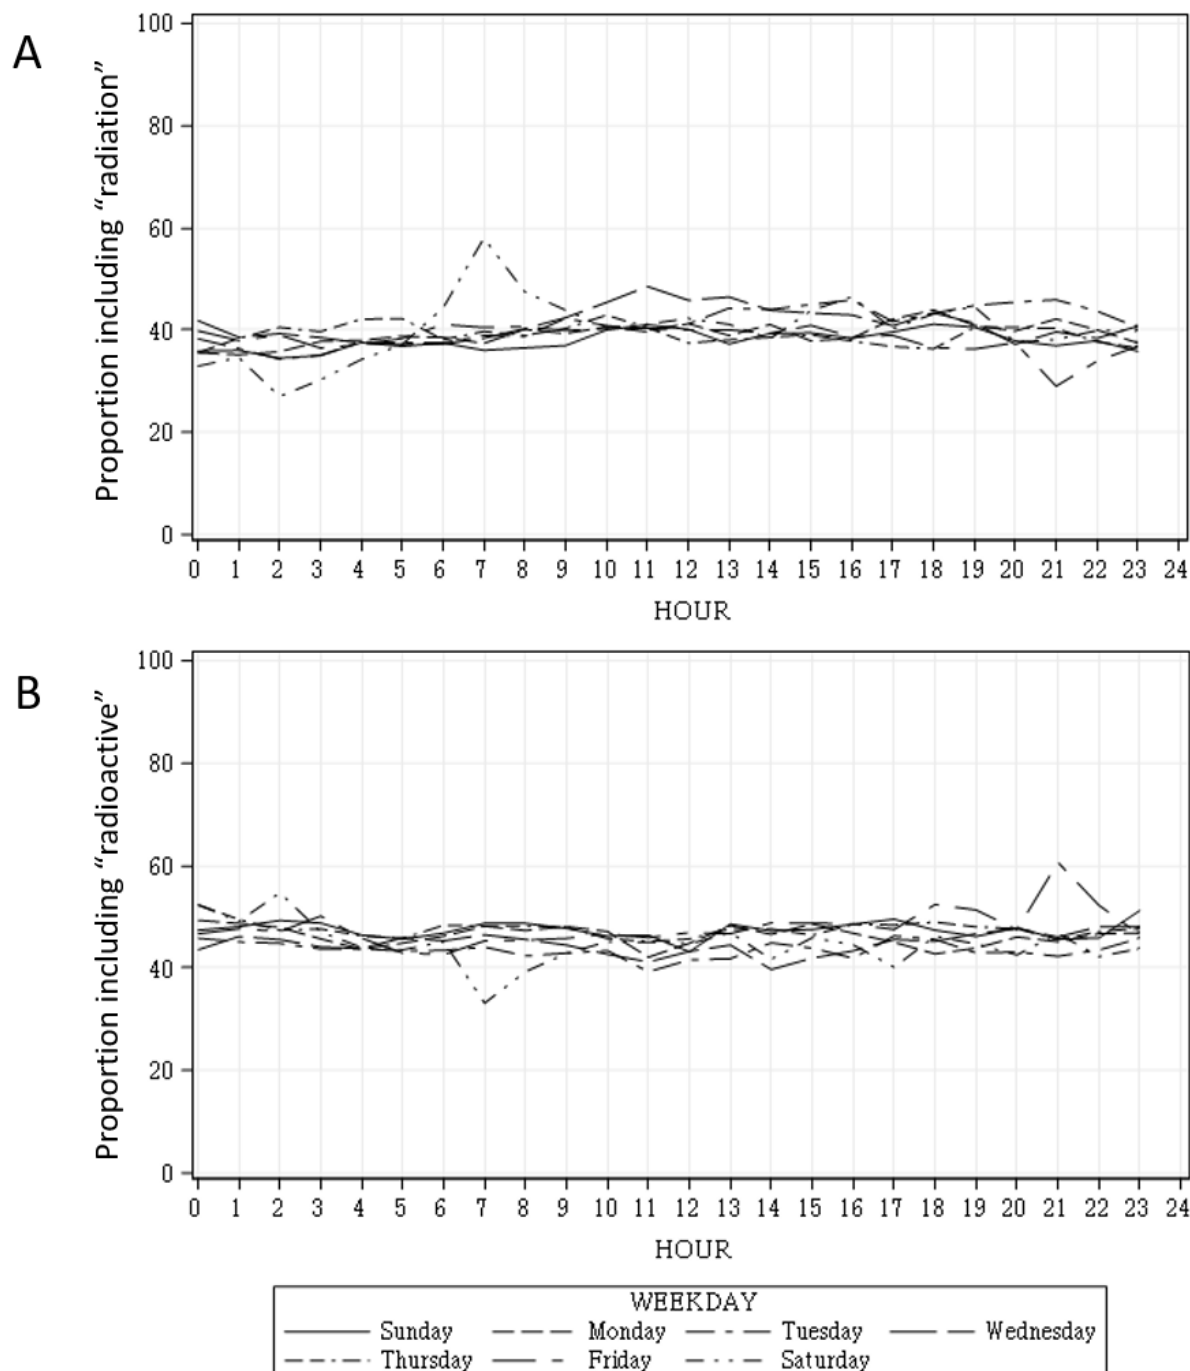 A
Proportion including “radiation”
100
80
60
40
20
0
0 1 2 3 4 5 6 7 8 9 10 11 12 13 14 15 16 17 18 19 20 21 22 23 24
HOUR
B
Proportion including “radioactive”
100
80
60
40
20
0
0 1 2 3 4 5 6 7 8 9 10 11 12 13 14 15 16 17 18 19 20 21 22 23 24
HOUR
WEEKDAY
Sunday Monday Tuesday Wednesday
Thursday Friday Saturday